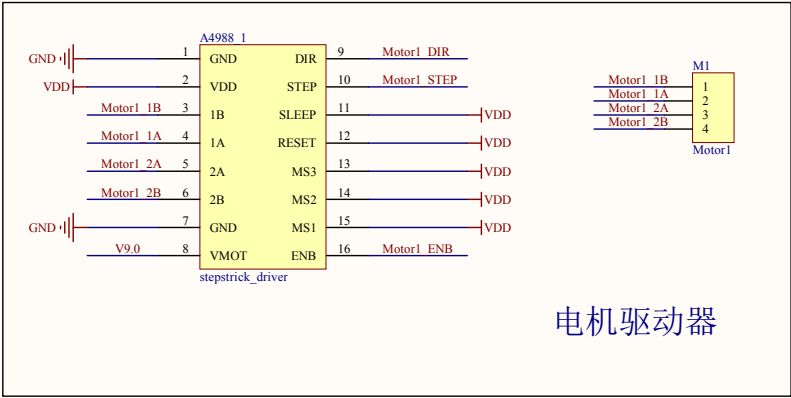 A4988_1
GND 1 GND DIR 9 Motor1_DIR
VDD 2 VDD STEP 10 Motor1_STEP
Motor1_1B 3 1B SLEEP 11 VDD
Motor1_1A 4 1A RESET 12 VDD
Motor1_2A 5 2A MS3 13 VDD
Motor1_2B 6 2B MS2 14 VDD
GND 7 GND MS1 15 VDD
V9.0 8 VMOT ENB 16 Motor1_ENB
stepstrick_driver
M1
Motor1_1B 1
Motor1_1A 2
Motor1_2A 3
Motor1_2B 4
Motor1
电机驱动器